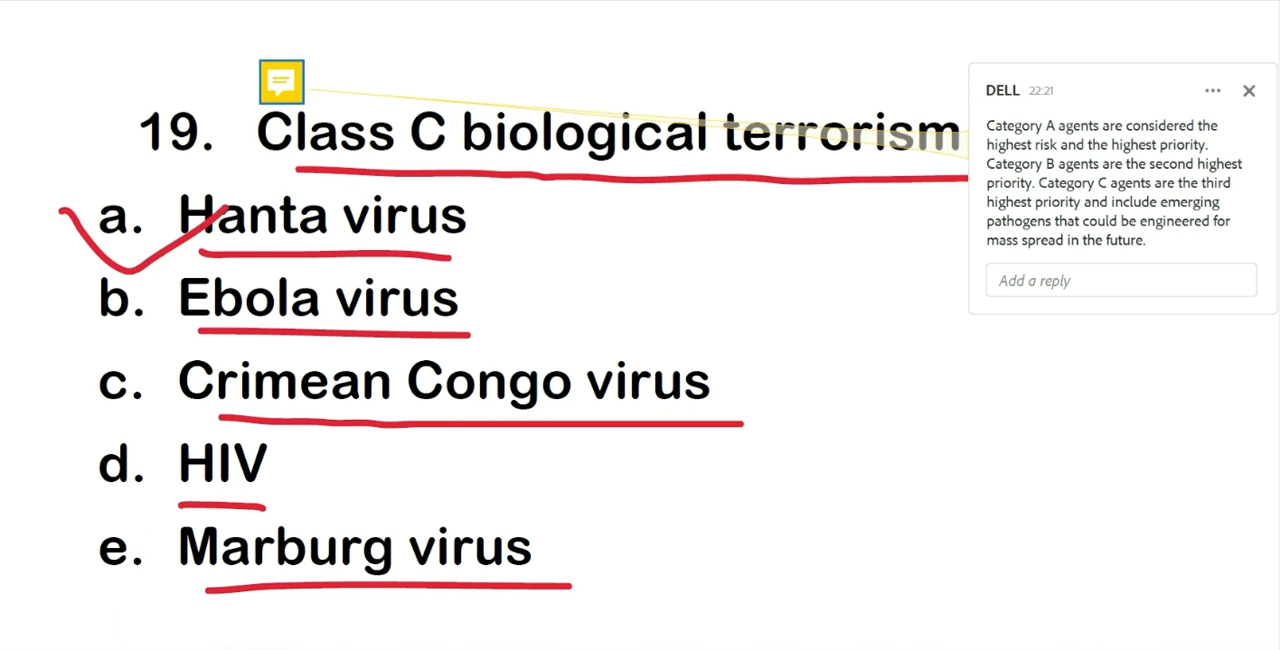 19. Class C biological terrorism
a. Hanta virus
b. Ebola virus
c. Crimean Congo virus
d. HIV
e. Marburg virus
DELL 22:21
Category A agents are considered the
highest risk and the highest priority.
Category B agents are the second highest
priority. Category C agents are the third
highest priority and include emerging
pathogens that could be engineered for
mass spread in the future.
Add a reply